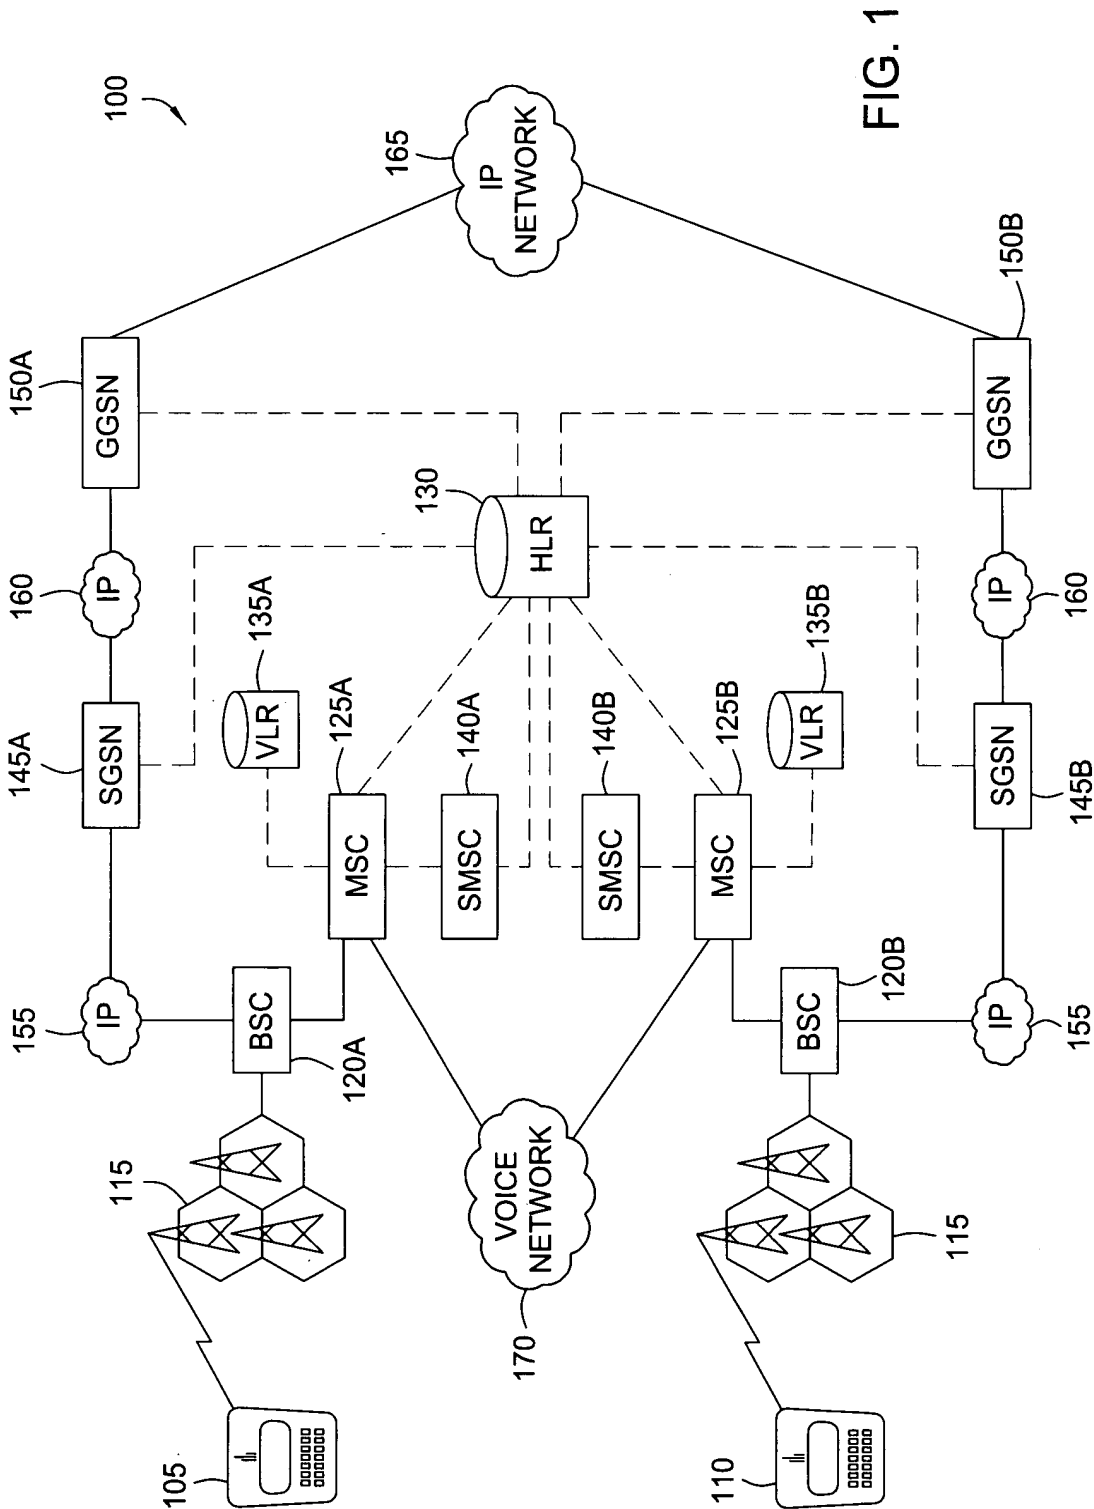 100
165
IP
NETWORK
150A
GGSN
150B
GGSN
130
HLR
160
IP
160
IP
135A
VLR
135B
VLR
145A
SGSN
145B
SGSN
125A
MSC
140A
SMSC
140B
SMSC
125B
MSC
155
IP
155
IP
120A
BSC
120B
BSC
115
115
VOICE
NETWORK
170
105
110
FIG. 1